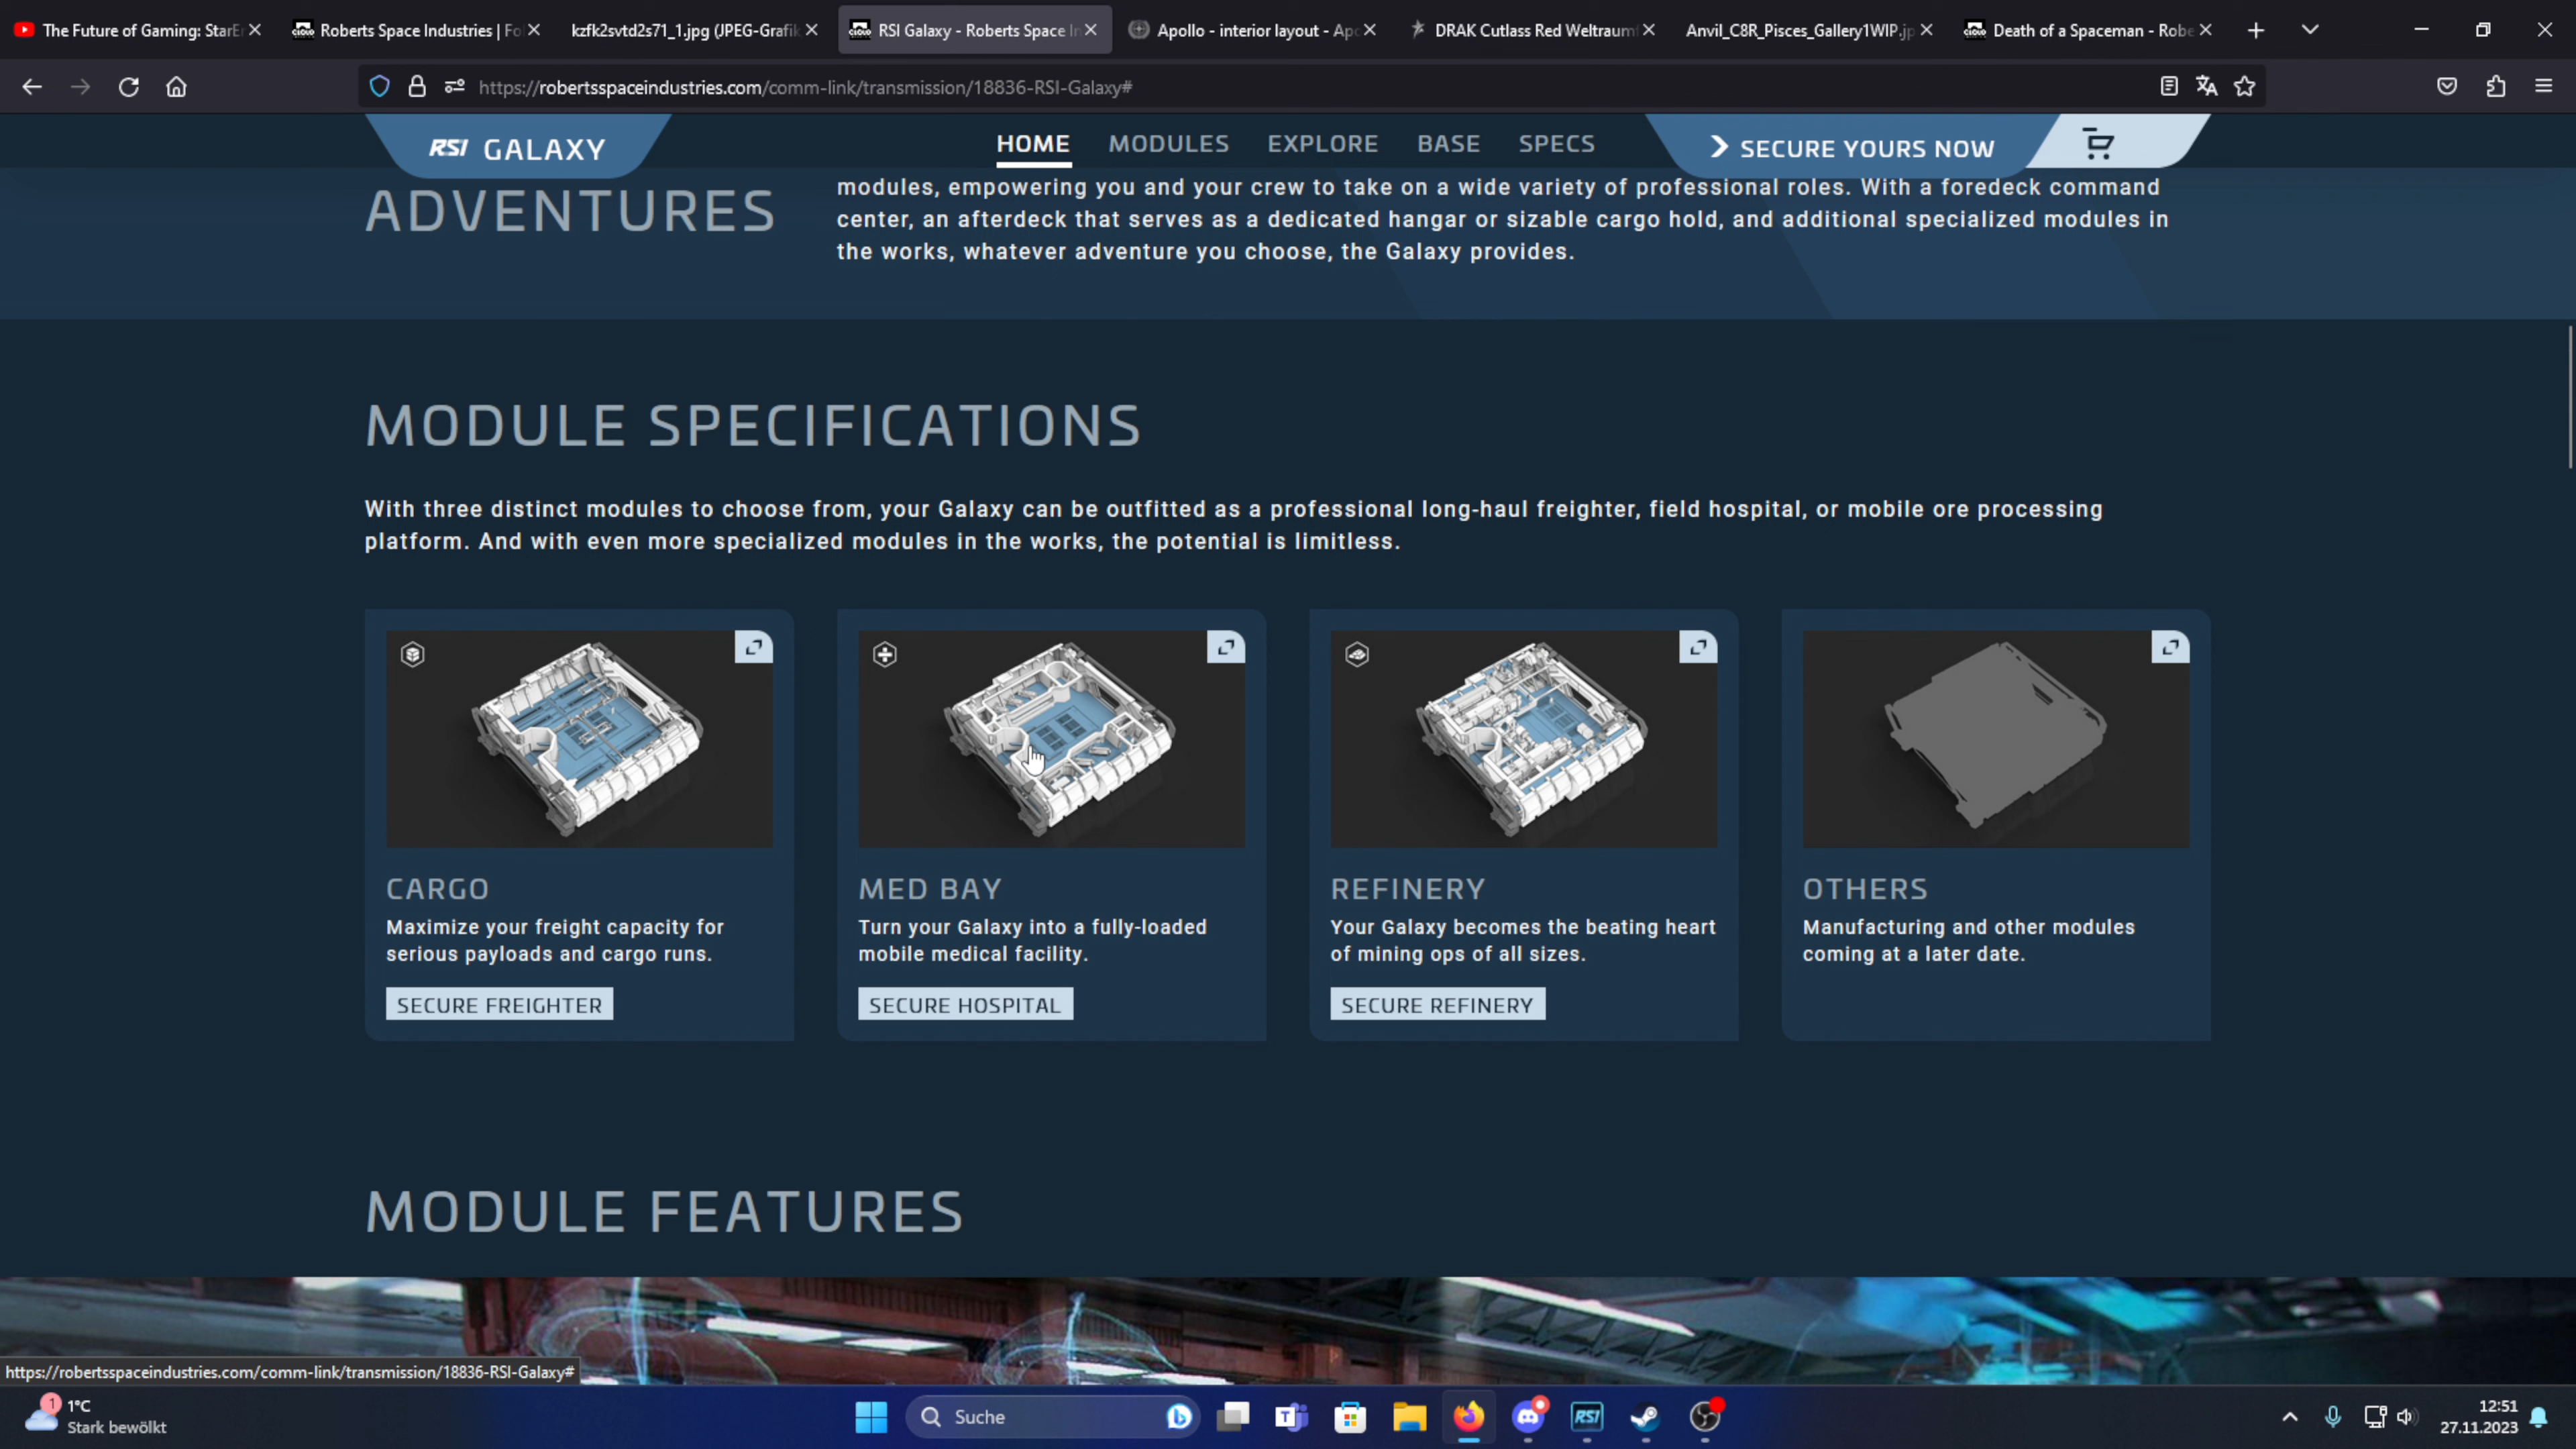 The Future of Gaming: StarE
Roberts Space Industries | Fo
kzfk2svtd2s71_1.jpg (JPEG-Grafik
RSI Galaxy - Roberts Space In
Apollo - interior layout - Apo
DRAK Cutlass Red Weltraum
Anvil_C8R_Pisces_Gallery1WIP.jp
Death of a Spaceman - Robe
https://robertsspaceindustries.com/comm-link/transmission/18836-RSI-Galaxy#
RSI GALAXY
HOME
MODULES
EXPLORE
BASE
SPECS
SECURE YOURS NOW
ADVENTURES
modules, empowering you and your crew to take on a wide variety of professional roles. With a foredeck command
center, an afterdeck that serves as a dedicated hangar or sizable cargo hold, and additional specialized modules in
the works, whatever adventure you choose, the Galaxy provides.
MODULE SPECIFICATIONS
With three distinct modules to choose from, your Galaxy can be outfitted as a professional long-haul freighter, field hospital, or mobile ore processing
platform. And with even more specialized modules in the works, the potential is limitless.
CARGO
Maximize your freight capacity for
serious payloads and cargo runs.
SECURE FREIGHTER
MED BAY
Turn your Galaxy into a fully-loaded
mobile medical facility.
SECURE HOSPITAL
REFINERY
Your Galaxy becomes the beating heart
of mining ops of all sizes.
SECURE REFINERY
OTHERS
Manufacturing and other modules
coming at a later date.
MODULE FEATURES
https://robertsspaceindustries.com/comm-link/transmission/18836-RSI-Galaxy#
1
1°C
Stark bewölkt
Suche
RSI
12:51
27.11.2023